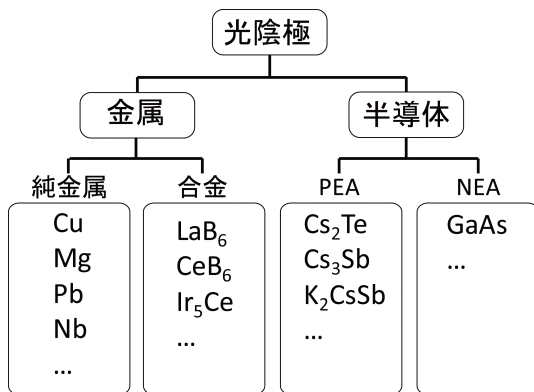 光陰極
金属
半導体
純金属
合金
PEA
NEA
Cu
Mg
Pb
Nb
...
LaB₆
CeB₆
Ir₅Ce
...
Cs₂Te
Cs₃Sb
K₂CsSb
...
GaAs
...